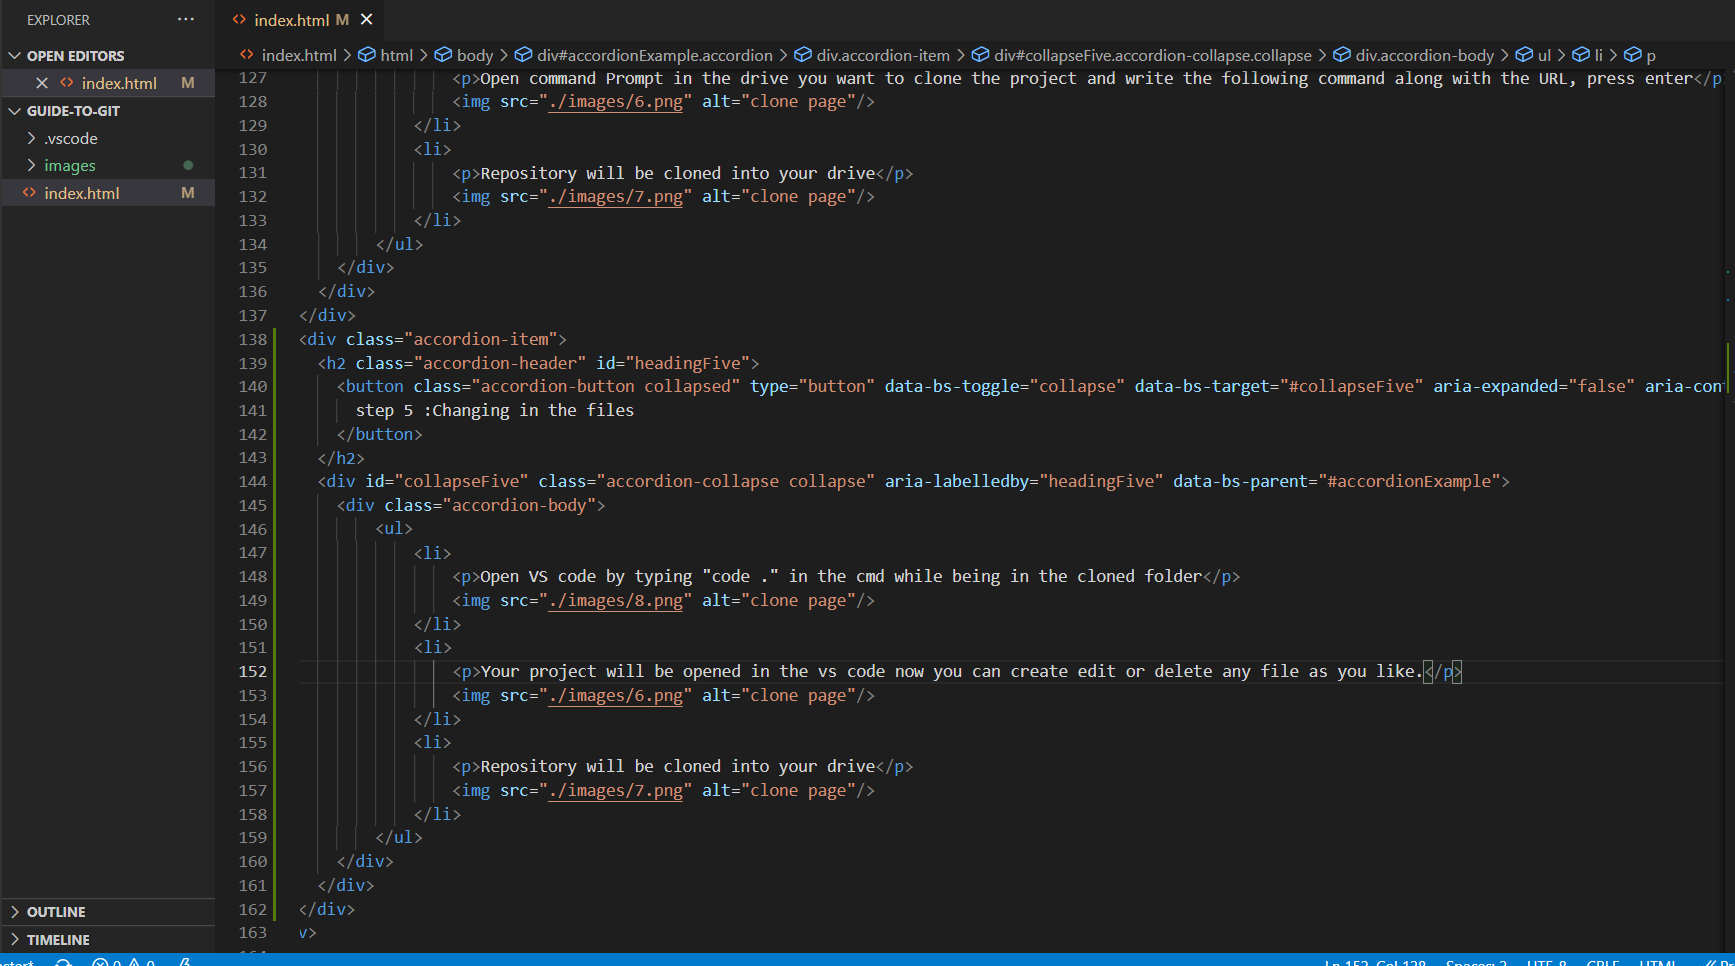 EXPLORER
index.html M
OPEN EDITORS
index.html M
GUIDE-TO-GIT
.vscode
images
index.html M
OUTLINE
TIMELINE
index.html > html > body > div#accordionExample.accordion > div.accordion-item > div#collapseFive.accordion-collapse.collapse > div.accordion-body > ul > li > p
127 <p>Open command Prompt in the drive you want to clone the project and write the following command along with the URL, press enter</p
128 <img src="./images/6.png" alt="clone page"/>
129 </li>
130 <li>
131 <p>Repository will be cloned into your drive</p>
132 <img src="./images/7.png" alt="clone page"/>
133 </li>
134 </ul>
135 </div>
136 </div>
137 </div>
138 <div class="accordion-item">
139 <h2 class="accordion-header" id="headingFive">
140 <button class="accordion-button collapsed" type="button" data-bs-toggle="collapse" data-bs-target="#collapseFive" aria-expanded="false" aria-con
141 step 5 :Changing in the files
142 </button>
143 </h2>
144 <div id="collapseFive" class="accordion-collapse collapse" aria-labelledby="headingFive" data-bs-parent="#accordionExample">
145 <div class="accordion-body">
146 <ul>
147 <li>
148 <p>Open VS code by typing "code ." in the cmd while being in the cloned folder</p>
149 <img src="./images/8.png" alt="clone page"/>
150 </li>
151 <li>
152 <p>Your project will be opened in the vs code now you can create edit or delete any file as you like.</p>
153 <img src="./images/6.png" alt="clone page"/>
154 </li>
155 <li>
156 <p>Repository will be cloned into your drive</p>
157 <img src="./images/7.png" alt="clone page"/>
158 </li>
159 </ul>
160 </div>
161 </div>
162 </div>
163 v>
Ln 152, Col 128 Spaces: 2 UTF-8 CRLF HTML